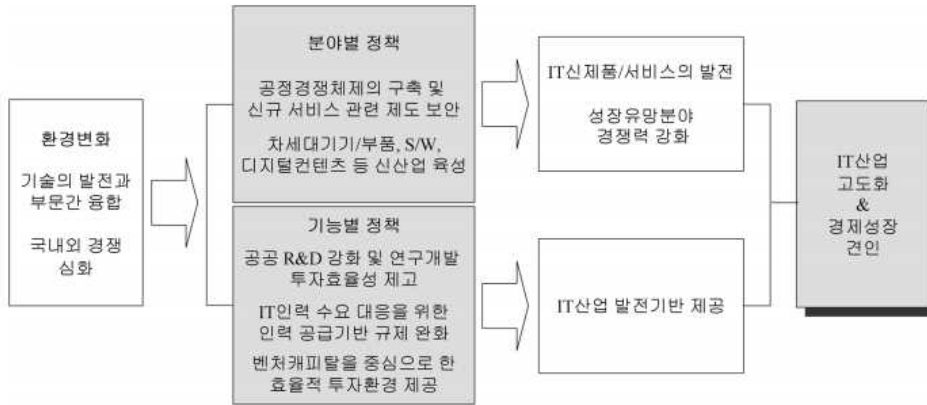 환경변화
기술의 발전과
부문간 융합
국내외 경쟁
심화
분야별 정책
공정경쟁체제의 구축 및
신규 서비스 관련 제도 보안
차세대기기/부품, S/W,
디지털컨텐츠 등 신산업 육성
기능별 정책
공공 R&D 강화 및 연구개발
투자효율성 제고
IT인력 수요 대응을 위한
인력 공급기반 규제 완화
벤처캐피탈을 중심으로 한
효율적 투자환경 제공
IT신제품/서비스의 발전
성장유망분야
경쟁력 강화
IT산업 발전기반 제공
IT산업
고도화
&
경제성장
견인